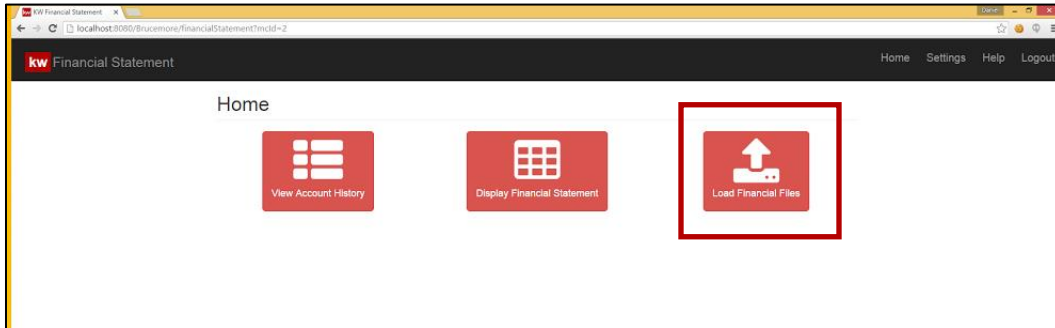 KW Financial Statement
localhost:8080/Brucemore/financialStatement?mcId=2
kw Financial Statement
Home Settings Help Logout
Home
View Account History
Display Financial Statement
Load Financial Files